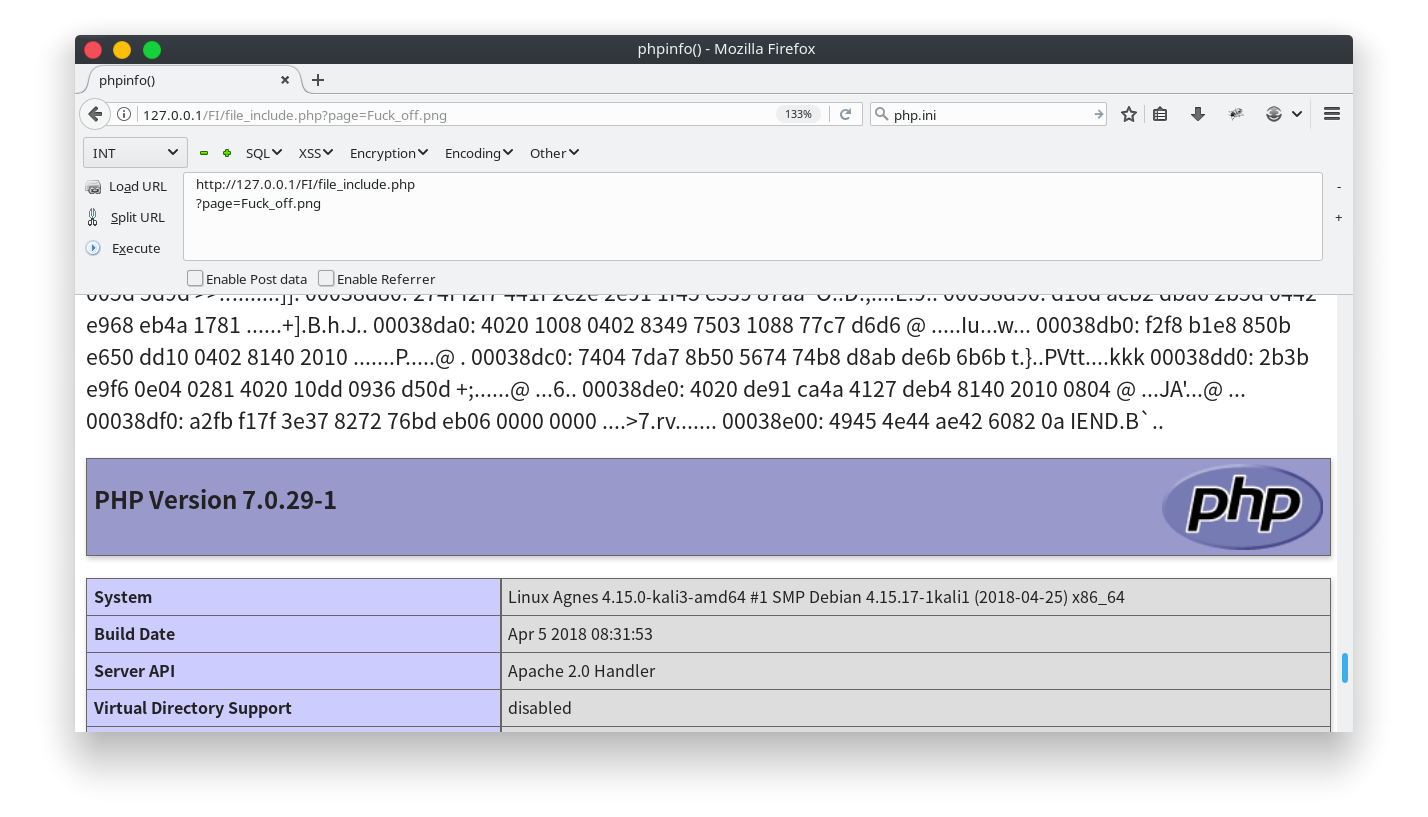 phpinfo() - Mozilla Firefox
phpinfo()
127.0.0.1/FI/file_include.php?page=Fuck_off.png 133% php.ini
INT SQL XSS Encryption Encoding Other
Load URL
Split URL
Execute
http://127.0.0.1/FI/file_include.php
?page=Fuck_off.png
-
+
Enable Post data Enable Referrer
e968 eb4a 1781 ......+].B.h.J.. 00038da0: 4020 1008 0402 8349 7503 1088 77c7 d6d6 @ .....Iu...w... 00038db0: f2f8 b1e8 850b
e650 dd10 0402 8140 2010 .......P.....@ . 00038dc0: 7404 7da7 8b50 5674 74b8 d8ab de6b 6b6b t.}..PVtt....kkk 00038dd0: 2b3b
e9f6 0e04 0281 4020 10dd 0936 d50d +;......@ ...6.. 00038de0: 4020 de91 ca4a 4127 deb4 8140 2010 0804 @ ...JA'...@ ...
00038df0: a2fb f17f 3e37 8272 76bd eb06 0000 0000 ....>7.rv....... 00038e00: 4945 4e44 ae42 6082 0a IEND.B`..
PHP Version 7.0.29-1
php
System Linux Agnes 4.15.0-kali3-amd64 #1 SMP Debian 4.15.17-1kali1 (2018-04-25) x86_64
Build Date Apr 5 2018 08:31:53
Server API Apache 2.0 Handler
Virtual Directory Support disabled